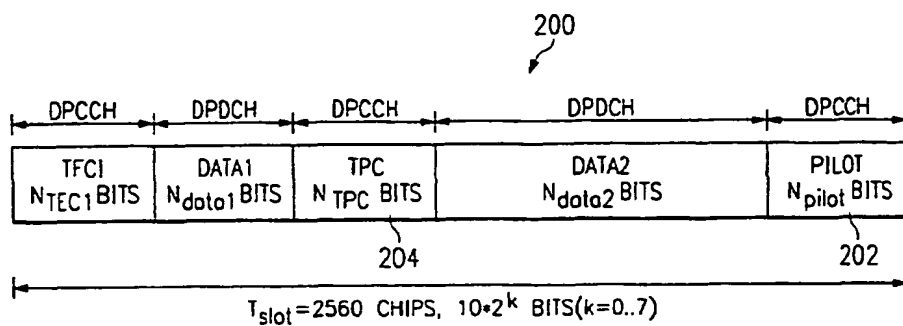 200
DPCCH DPDCH DPCCH DPDCH DPCCH
TFCI DATA1 TPC DATA2 PILOT
NTEC1 BITS Ndata1 BITS NTPC BITS Ndata2 BITS Npilot BITS
204 202
Tslot=2560 CHIPS, 10*2^k BITS(k=0..7)